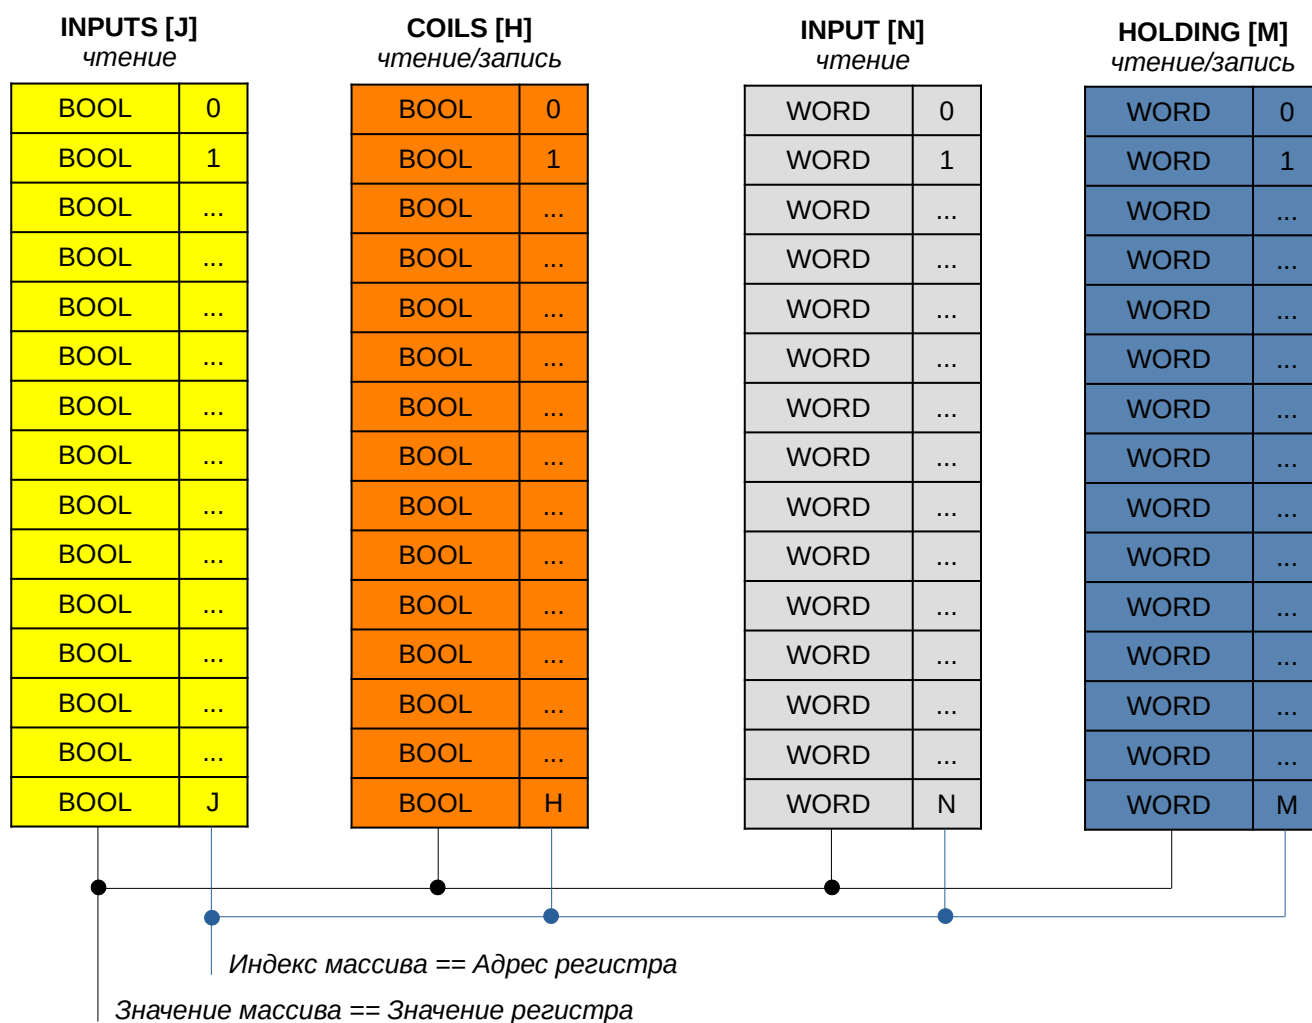 INPUTS [J] COILS [H] INPUT [N] HOLDING [M]
чтение чтение/запись чтение чтение/запись
BOOL 0 BOOL 0 WORD 0 WORD 0
BOOL 1 BOOL 1 WORD 1 WORD 1
BOOL ... BOOL ... WORD ... WORD ...
BOOL ... BOOL ... WORD ... WORD ...
BOOL ... BOOL ... WORD ... WORD ...
BOOL ... BOOL ... WORD ... WORD ...
BOOL ... BOOL ... WORD ... WORD ...
BOOL ... BOOL ... WORD ... WORD ...
BOOL ... BOOL ... WORD ... WORD ...
BOOL ... BOOL ... WORD ... WORD ...
BOOL ... BOOL ... WORD ... WORD ...
BOOL ... BOOL ... WORD ... WORD ...
BOOL ... BOOL ... WORD ... WORD ...
BOOL ... BOOL ... WORD ... WORD ...
BOOL J BOOL H WORD N WORD M
Индекс массива == Адрес регистра
Значение массива == Значение регистра